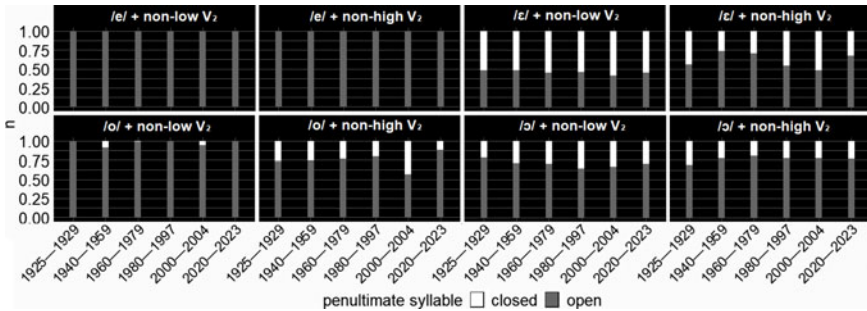 /e/ + non-low V₂ /e/ + non-high V₂ /ɛ/ + non-low V₂ /ɛ/ + non-high V₂
1.00
0.75
0.50
0.25
0.00
n
/o/ + non-low V₂ /o/ + non-high V₂ /ɔ/ + non-low V₂ /ɔ/ + non-high V₂
1.00
0.75
0.50
0.25
0.00
1925—1929 1940—1959 1960—1979 1980—1997 2000—2004 2020—2023 1925—1929 1940—1959 1960—1979 1980—1997 2000—2004 2020—2023 1925—1929 1940—1959 1960—1979 1980—1997 2000—2004 2020—2023 1925—1929 1940—1959 1960—1979 1980—1997 2000—2004 2020—2023
penultimate syllable closed open